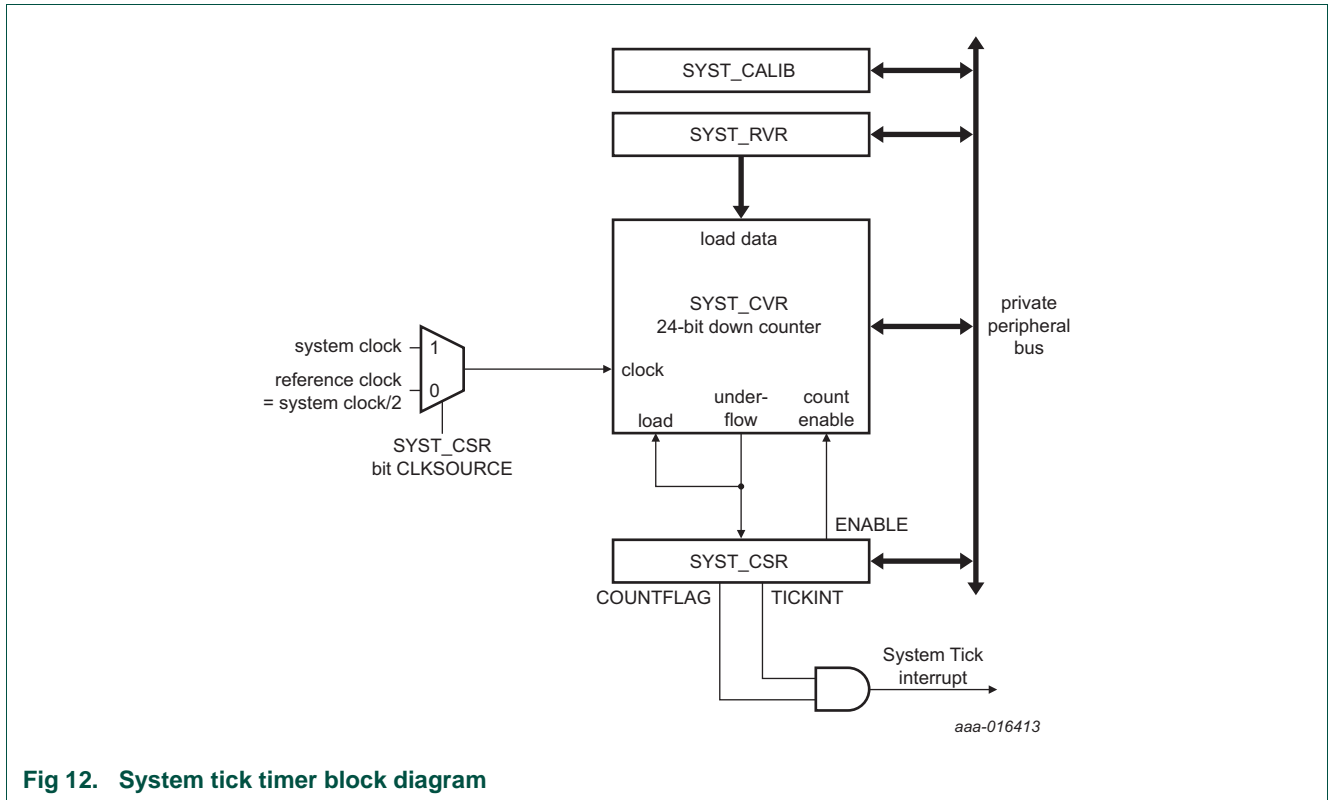 SYST_CALIB
SYST_RVR
load data
SYST_CVR
24-bit down counter
private
peripheral
bus
system clock
1
reference clock
= system clock/2
0
clock
SYST_CSR
bit CLKSOURCE
load
under-
flow
count
enable
ENABLE
SYST_CSR
COUNTFLAG
TICKINT
System Tick
interrupt
aaa-016413
Fig 12. System tick timer block diagram